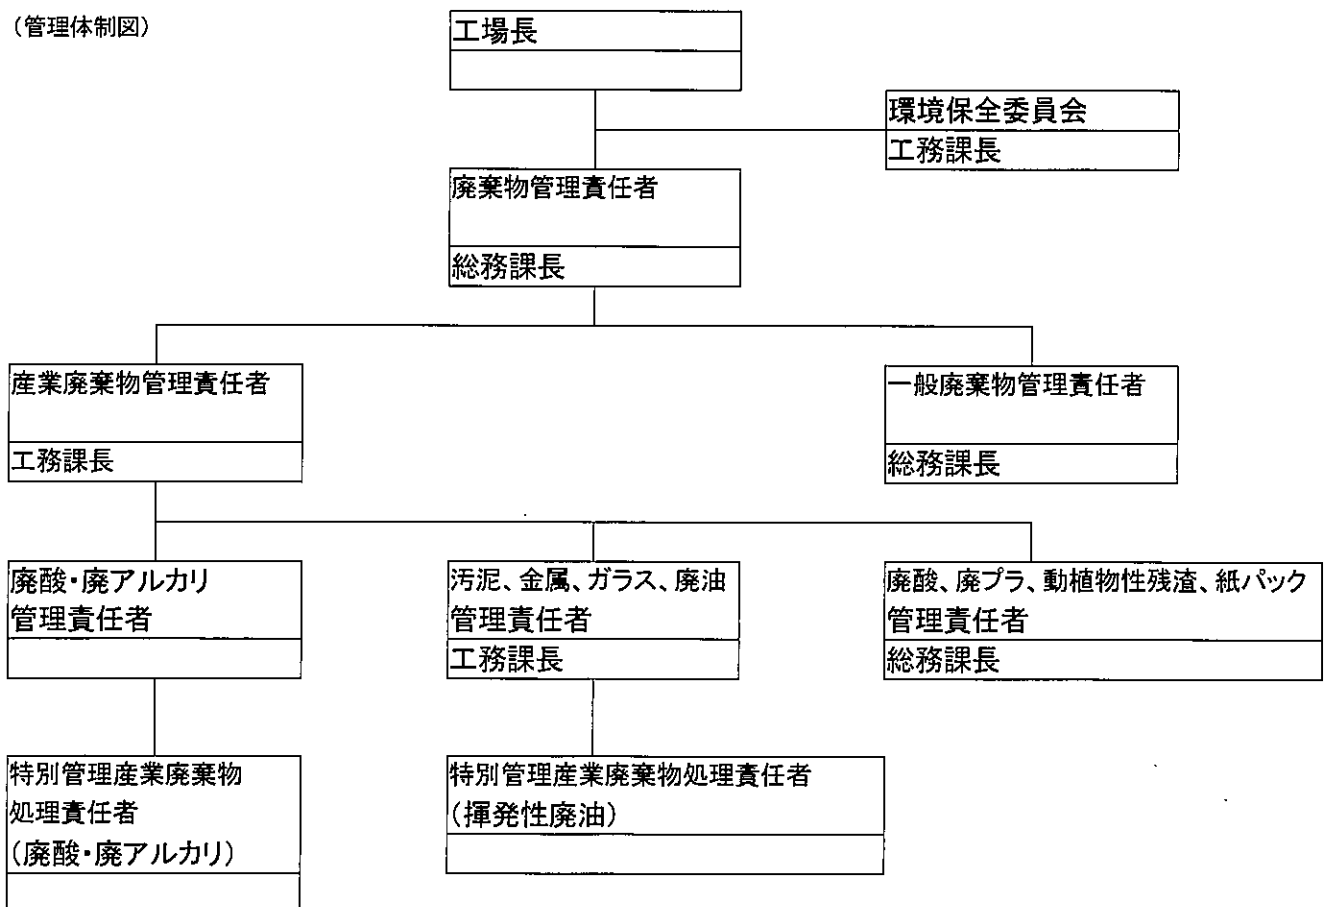 （管理体制図）
工場長
環境保全委員会
工務課長
廃棄物管理責任者
総務課長
産業廃棄物管理責任者
工務課長
一般廃棄物管理責任者
総務課長
廃酸・廃アルカリ
管理責任者
汚泥、金属、ガラス、廃油
管理責任者
工務課長
廃酸、廃プラ、動植物性残渣、紙パック
管理責任者
総務課長
特別管理産業廃棄物
処理責任者
（廃酸・廃アルカリ）
特別管理産業廃棄物処理責任者
（揮発性廃油）